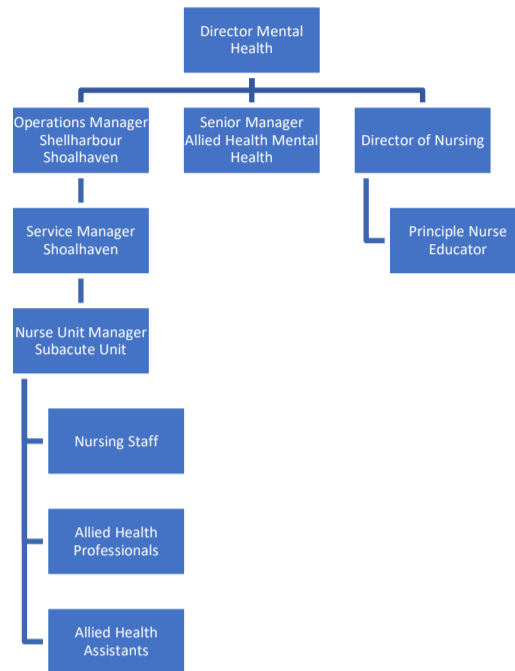 Director Mental
Health
Operations Manager
Shellharbour
Shoalhaven
Senior Manager
Allied Health Mental
Health
Director of Nursing
Service Manager
Shoalhaven
Principle Nurse
Educator
Nurse Unit Manager
Subacute Unit
Nursing Staff
Allied Health
Professionals
Allied Health
Assistants